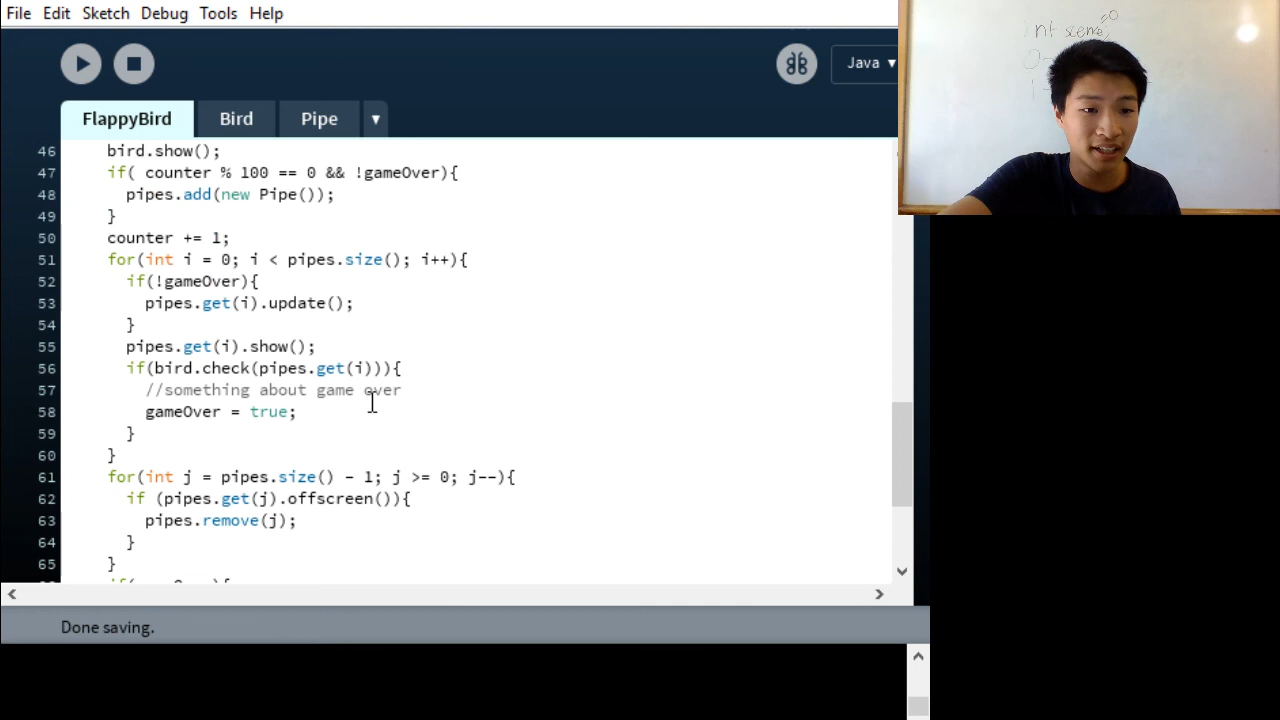 File Edit Sketch Debug Tools Help
Java
FlappyBird Bird Pipe
46 bird.show();
47 if( counter % 100 == 0 && !gameOver){
48 pipes.add(new Pipe());
49 }
50 counter += 1;
51 for(int i = 0; i < pipes.size(); i++){
52 if(!gameOver){
53 pipes.get(i).update();
54 }
55 pipes.get(i).show();
56 if(bird.check(pipes.get(i))){
57 //something about game over
58 gameOver = true;
59 }
60 }
61 for(int j = pipes.size() - 1; j >= 0; j--){
62 if (pipes.get(j).offscreen()){
63 pipes.remove(j);
64 }
65 }
Done saving.
int scene